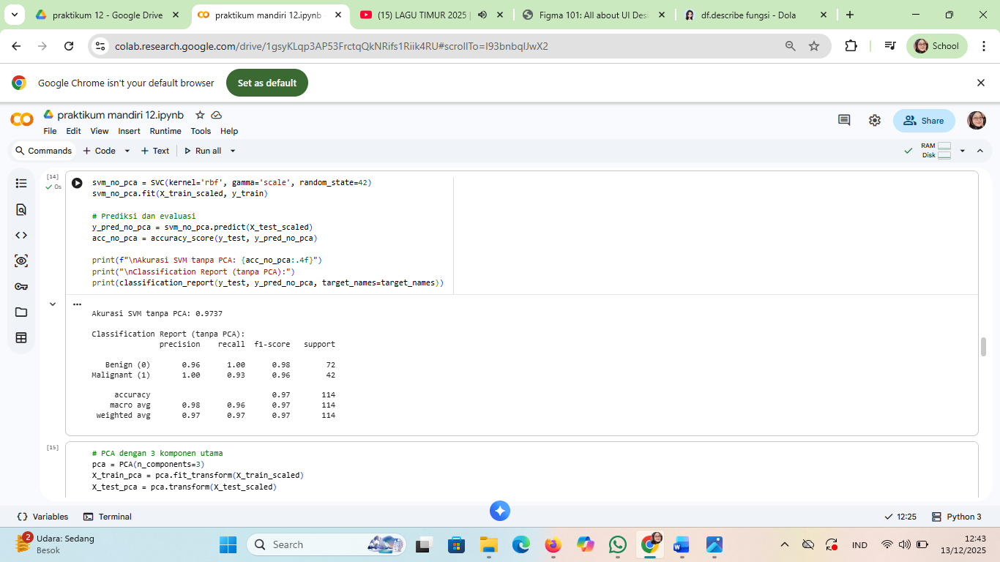 praktikum 12 - Google Drive
praktikum mandiri 12.ipynb
(15) LAGU TIMUR 2025 |
Figma 101: All about UI Des
df.describe fungsi - Dola
colab.research.google.com/drive/1gsyKLqp3AP53FrctqQkNRifs1Riik4RU#scrollTo=I93bnbqlJwX2
School
Google Chrome isn't your default browser
Set as default
CO
praktikum mandiri 12.ipynb
File Edit View Insert Runtime Tools Help
Share
Commands + Code + Text Run all
RAM
Disk
[14]
0s
svm_no_pca = SVC(kernel='rbf', gamma='scale', random_state=42)
svm_no_pca.fit(X_train_scaled, y_train)
# Prediksi dan evaluasi
y_pred_no_pca = svm_no_pca.predict(X_test_scaled)
acc_no_pca = accuracy_score(y_test, y_pred_no_pca)
print(f"\nAkurasi SVM tanpa PCA: {acc_no_pca:.4f}")
print("\nClassification Report (tanpa PCA):")
print(classification_report(y_test, y_pred_no_pca, target_names=target_names))
Akurasi SVM tanpa PCA: 0.9737
Classification Report (tanpa PCA):
precision recall f1-score support
Benign (0) 0.96 1.00 0.98 72
Malignant (1) 1.00 0.93 0.96 42
accuracy 0.97 114
macro avg 0.98 0.96 0.97 114
weighted avg 0.97 0.97 0.97 114
[15]
# PCA dengan 3 komponen utama
pca = PCA(n_components=3)
X_train_pca = pca.fit_transform(X_train_scaled)
X_test_pca = pca.transform(X_test_scaled)
Variables
Terminal
12:25
Python 3
2
Udara: Sedang
Besok
Search
IND
12:43
13/12/2025